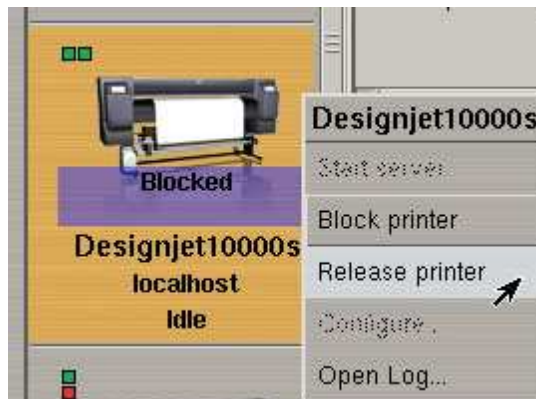 Blocked
Designjet10000s
localhost
Idle
Designjet10000s
Start server
Block printer
Release printer
Configure..
Open Log...